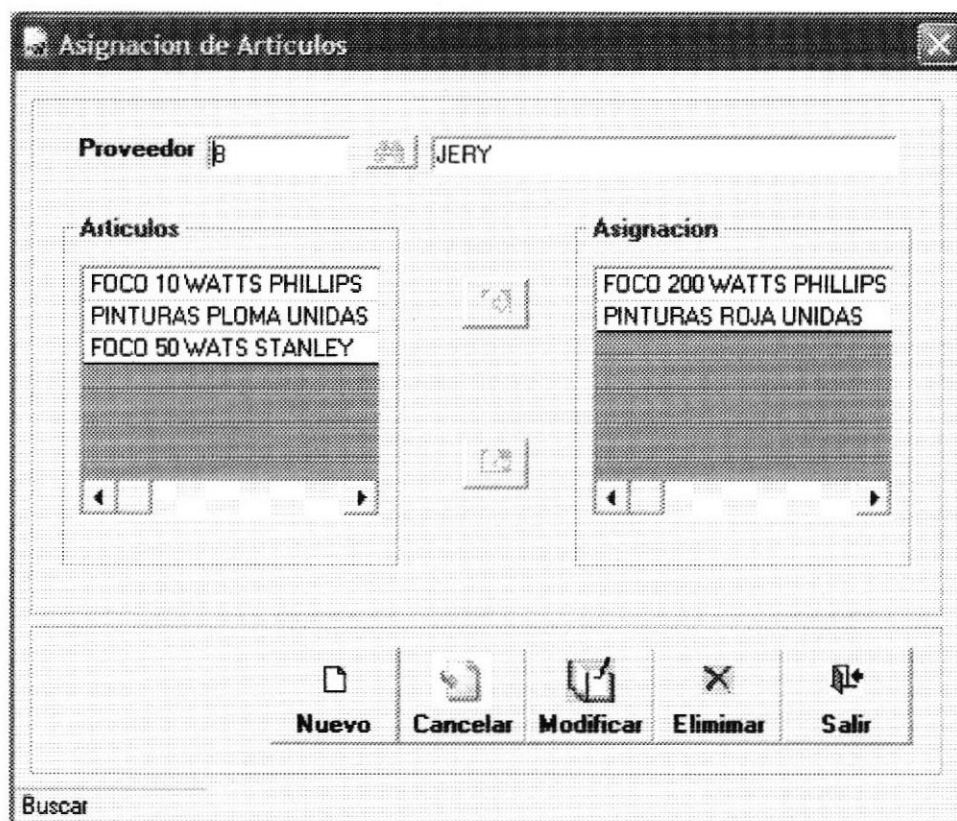 Asignacion de Articulos
Proveedor 8 JERY
Articulos
FOCO 10 WATTS PHILLIPS
PINTURAS PLOMA UNIDAS
FOCO 50 WATS STANLEY
Asignacion
FOCO 200 WATTS PHILLIPS
PINTURAS ROJA UNIDAS
Nuevo Cancelar Modificar Elimimar Salir
Buscar